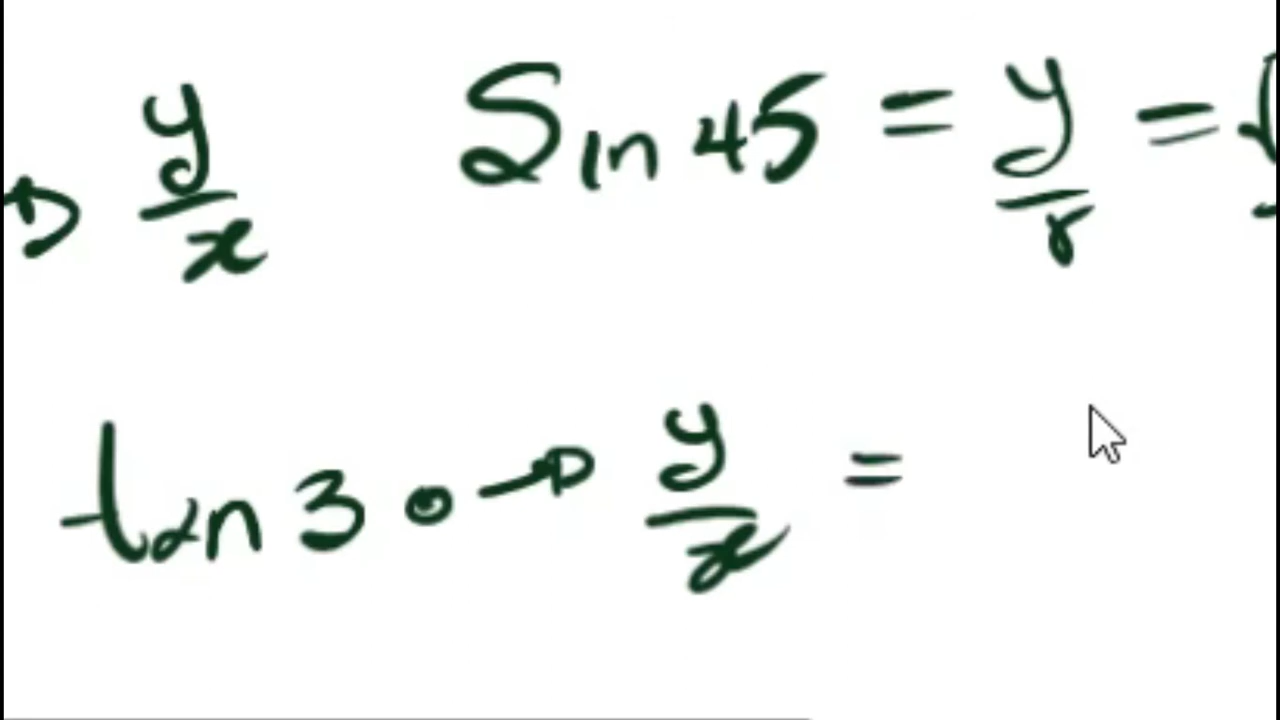 → y/x
Sin 45 = y/r =
tan 30 → y/x =